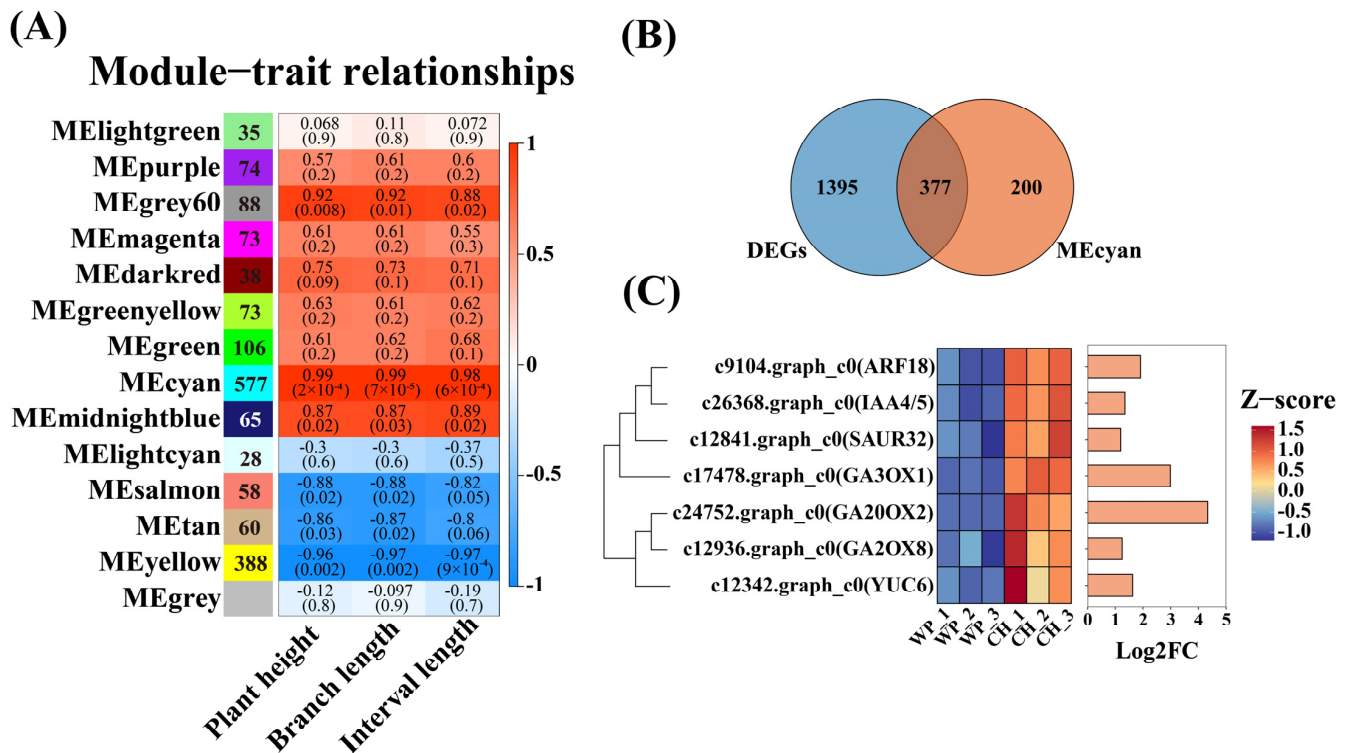 (A)
Module−trait relationships
MElightgreen 35 0.068 0.11 0.072
(0.9) (0.8) (0.9)
MEpurple 74 0.57 0.61 0.6
(0.2) (0.2) (0.2)
MEgrey60 88 0.92 0.92 0.88
(0.008) (0.01) (0.02)
MEmagenta 73 0.61 0.61 0.55
(0.2) (0.2) (0.3)
MEdarkred 38 0.75 0.73 0.71
(0.09) (0.1) (0.1)
MEgreenyellow 73 0.63 0.61 0.62
(0.2) (0.2) (0.2)
MEgreen 106 0.61 0.62 0.68
(0.2) (0.2) (0.1)
MEcyan 577 0.99 0.99 0.98
(2×10⁻⁴) (7×10⁻⁵) (6×10⁻⁴)
MEmidnightblue 65 0.87 0.87 0.89
(0.02) (0.03) (0.02)
MElightcyan 28 -0.3 -0.3 -0.37
(0.6) (0.6) (0.5)
MEsalmon 58 -0.88 -0.88 -0.82
(0.02) (0.02) (0.05)
MEtan 60 -0.86 -0.87 -0.8
(0.03) (0.02) (0.06)
MEyellow 388 -0.96 -0.97 -0.97
(0.002) (0.002) (9×10⁻⁴)
MEgrey -0.12 -0.097 -0.19
(0.8) (0.9) (0.7)
Plant height
Branch length
Interval length
1
0.5
0
-0.5
-1
(B)
1395 377 200
DEGs MEcyan
(C)
c9104.graph_c0(ARF18)
c26368.graph_c0(IAA4/5)
c12841.graph_c0(SAUR32)
c17478.graph_c0(GA3OX1)
c24752.graph_c0(GA20OX2)
c12936.graph_c0(GA2OX8)
c12342.graph_c0(YUC6)
WP_1 WP_2 WP_3 CH_1 CH_2 CH_3
0 1 2 3 4 5
Log2FC
Z−score
1.5
1.0
0.5
0.0
-0.5
-1.0